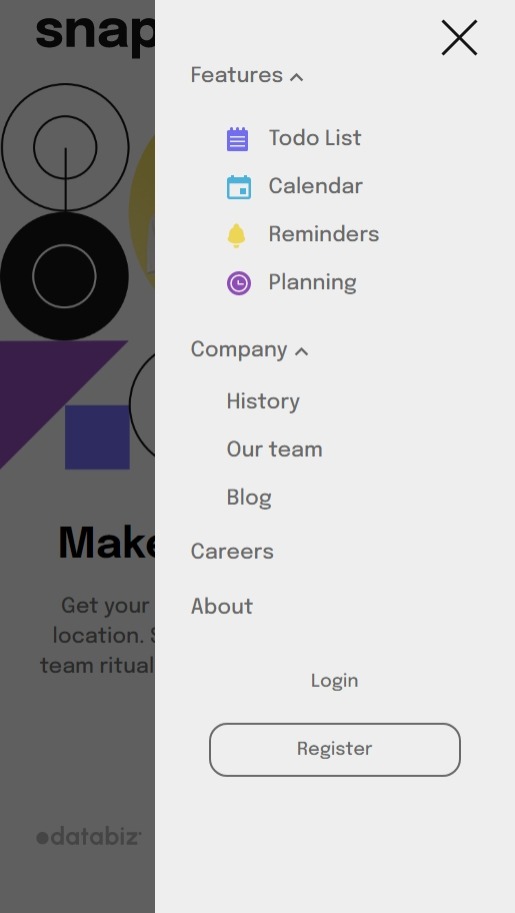 snap
Features
Todo List
Calendar
Reminders
Planning
Company
History
Our team
Blog
Careers
About
Login
Register
Make
Get your
location. S
team ritual
databiz